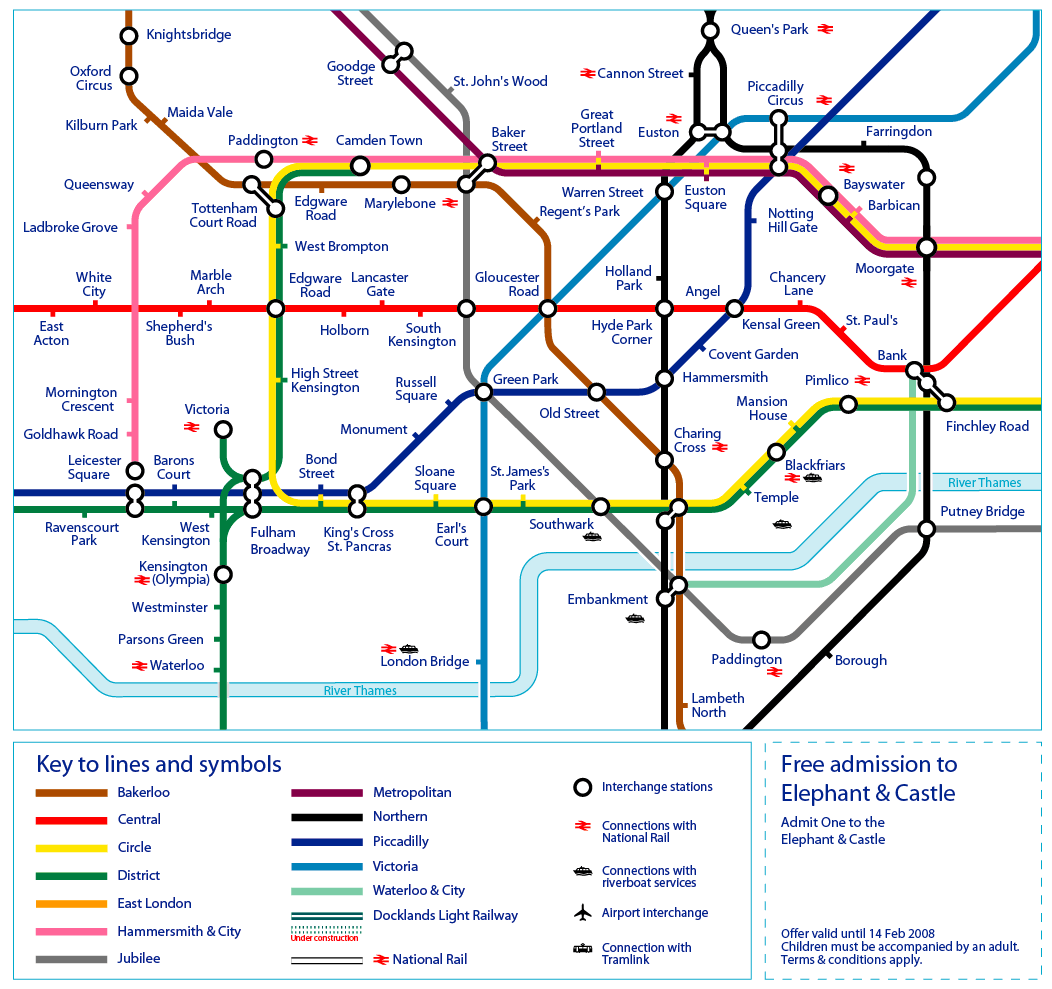 Knightsbridge
Queen's Park
Oxford
Circus
Goodge
Street
St. John's Wood
Cannon Street
Piccadilly
Circus
Maida Vale
Kilburn Park
Great
Portland
Street
Euston
Farringdon
Paddington
Camden Town
Baker
Street
Queensway
Tottenham
Court Road
Edgware
Road
Marylebone
Warren Street
Euston
Square
Bayswater
Barbican
Regent's Park
Ladbroke Grove
Notting
Hill Gate
West Brompton
White
City
Marble
Arch
Edgware
Road
Lancaster
Gate
Gloucester
Road
Holland
Park
Angel
Chancery
Lane
Moorgate
East
Acton
Shepherd's
Bush
Holborn
South
Kensington
Hyde Park
Corner
Kensal Green
St. Paul's
Covent Garden
Bank
High Street
Kensington
Russell
Square
Green Park
Hammersmith
Pimlico
Mornington
Crescent
Victoria
Old Street
Mansion
House
Goldhawk Road
Monument
Finchley Road
Charing
Cross
Leicester
Square
Barons
Court
Bond
Street
Sloane
Square
St.James's
Park
Blackfriars
River Thames
Temple
Ravenscourt
Park
West
Kensington
Fulham
Broadway
King's Cross
St. Pancras
Earl's
Court
Southwark
Putney Bridge
Kensington
(Olympia)
Westminster
Embankment
Parsons Green
Waterloo
London Bridge
Paddington
Borough
River Thames
Lambeth
North
Key to lines and symbols
Bakerloo
Central
Circle
District
East London
Hammersmith & City
Jubilee
Metropolitan
Northern
Piccadilly
Victoria
Waterloo & City
Docklands Light Railway
Under construction
National Rail
Interchange stations
Connections with
National Rail
Connections with
riverboat services
Airport interchange
Connection with
Tramlink
Free admission to
Elephant & Castle
Admit One to the
Elephant & Castle
Offer valid until 14 Feb 2008
Children must be accompanied by an adult.
Terms & conditions apply.